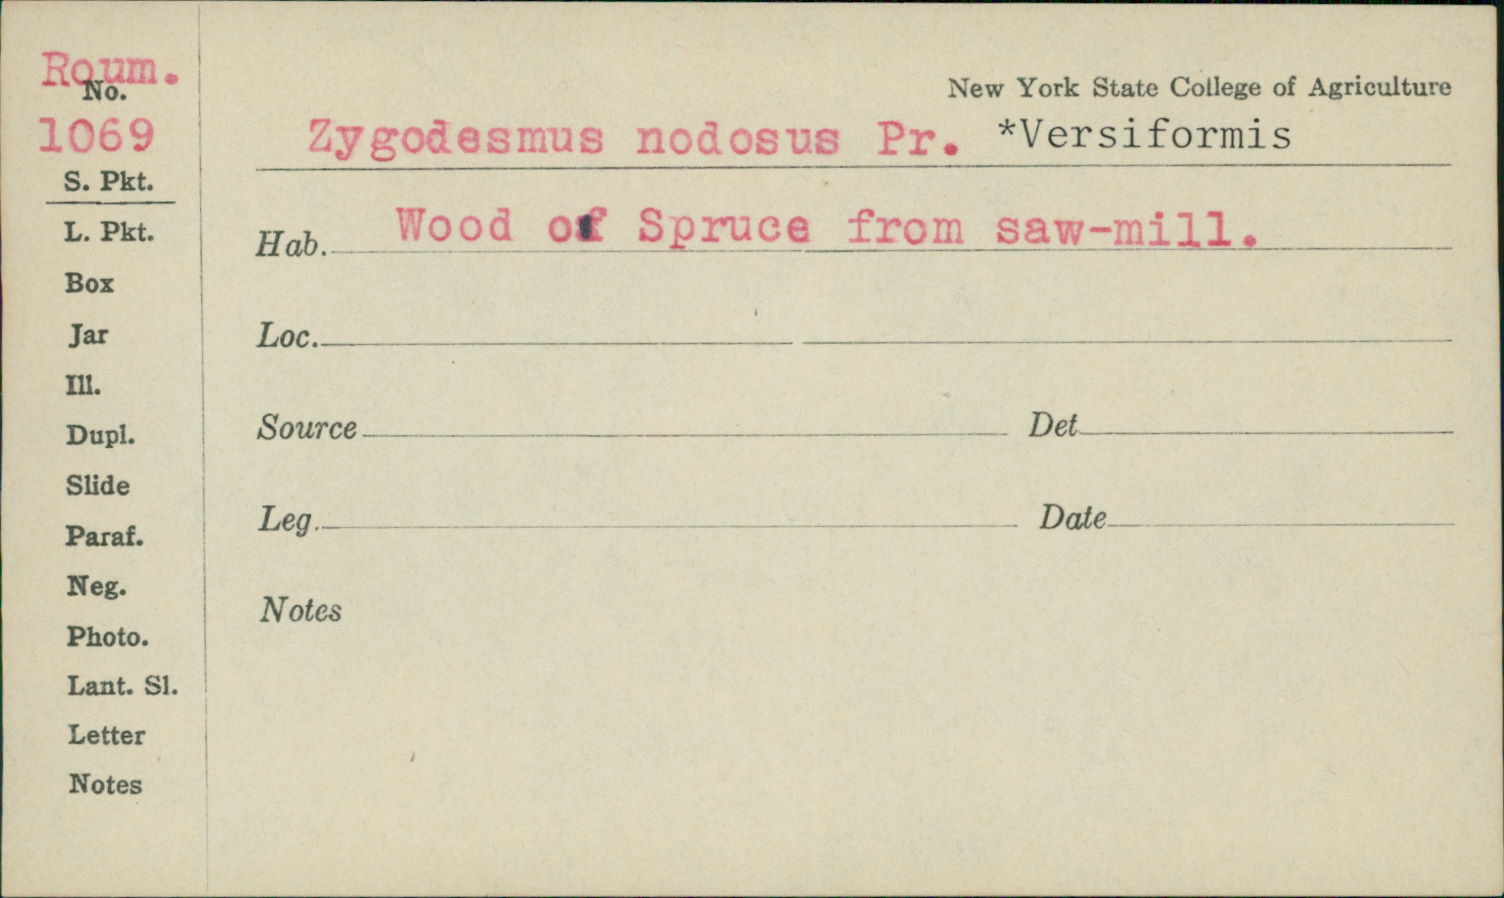 Roum.
No.
1069
S. Pkt.
L. Pkt.
Box
Jar
Ill.
Dupl.
Slide
Paraf.
Neg.
Photo.
Lant. Sl.
Letter
Notes
New York State College of Agriculture
Zygodesmus nodosus Pr. *Versiformis
Hab. Wood of Spruce from saw-mill.
Loc.
Source Det
Leg. Date
Notes